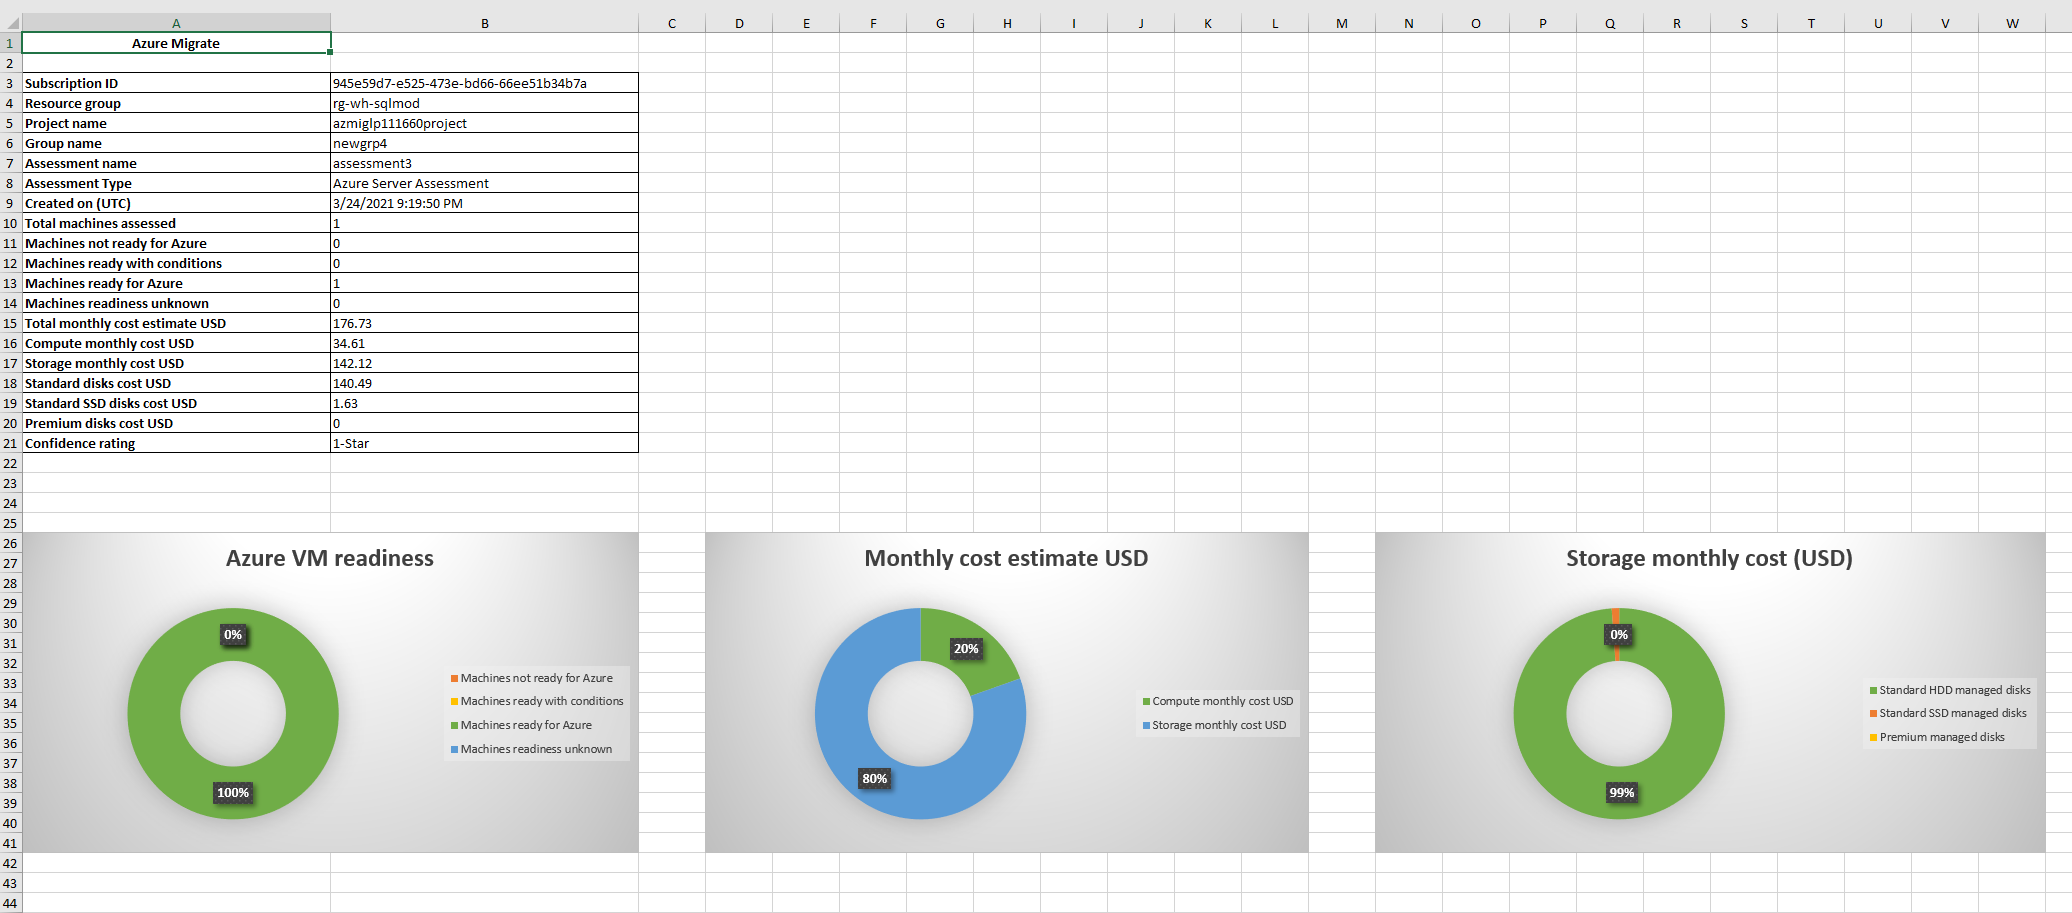 A B C D E F G H I J K L M N O P Q R S T U V W
1 Azure Migrate
2
3 Subscription ID 945e59d7-e525-473e-bd66-66ee51b34b7a
4 Resource group rg-wh-sqlmod
5 Project name azmiglp111660project
6 Group name newgrp4
7 Assessment name assessment3
8 Assessment Type Azure Server Assessment
9 Created on (UTC) 3/24/2021 9:19:50 PM
10 Total machines assessed 1
11 Machines not ready for Azure 0
12 Machines ready with conditions 0
13 Machines ready for Azure 1
14 Machines readiness unknown 0
15 Total monthly cost estimate USD 176.73
16 Compute monthly cost USD 34.61
17 Storage monthly cost USD 142.12
18 Standard disks cost USD 140.49
19 Standard SSD disks cost USD 1.63
20 Premium disks cost USD 0
21 Confidence rating 1-Star
22
23
24
25
26
27
28
29
30
31
32
33
34
35
36
37
38
39
40
41
42
43
44
Azure VM readiness
0%
100%
Machines not ready for Azure
Machines ready with conditions
Machines ready for Azure
Machines readiness unknown
Monthly cost estimate USD
20%
80%
Compute monthly cost USD
Storage monthly cost USD
Storage monthly cost (USD)
0%
99%
Standard HDD managed disks
Standard SSD managed disks
Premium managed disks